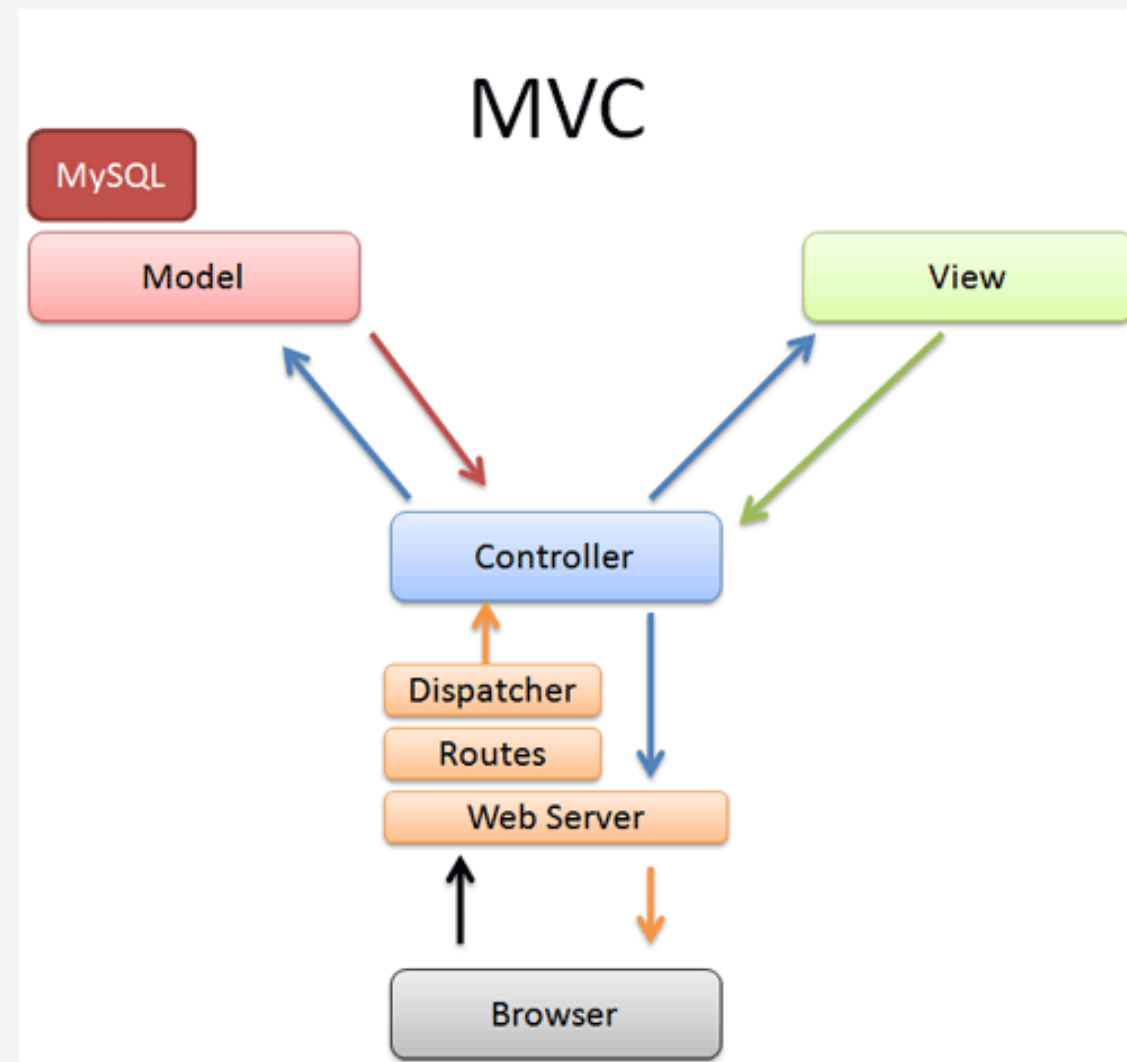 MVC
MySQL
Model
View
Controller
Dispatcher
Routes
Web Server
Browser